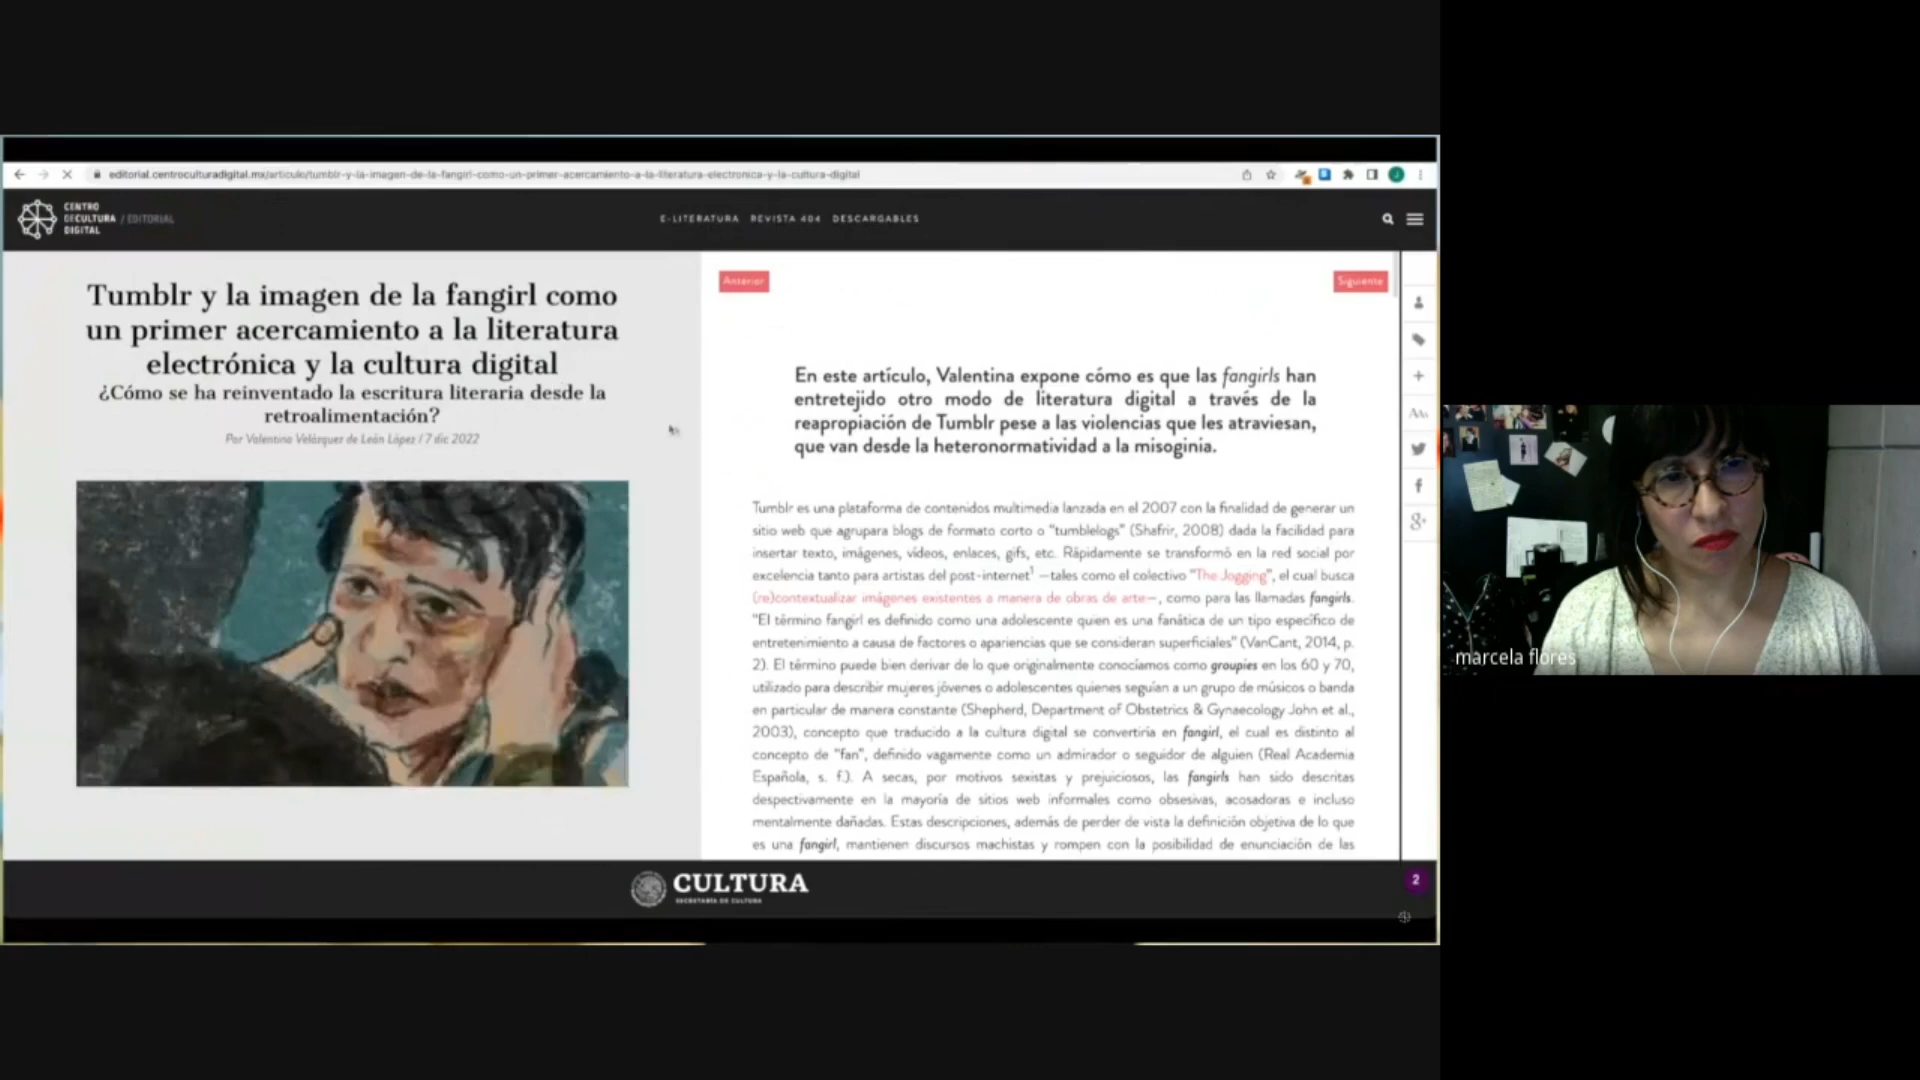 editorial.centroculturadigital.mx/articulo/tumblr-y-la-imagen-de-la-fangirl-como-un-primer-acercamiento-a-la-literatura-electronica-y-la-cultura-digital
J
CENTRO
DECULTURA / EDITORIAL
DIGITAL
E-LITERATURA REVISTA 404 DESCARGABLES
Tumblr y la imagen de la fangirl como
un primer acercamiento a la literatura
electrónica y la cultura digital
¿Cómo se ha reinventado la escritura literaria desde la
retroalimentación?
Por Valentina Velázquez de León López / 7 dic 2022
Anterior
Siguiente
En este artículo, Valentina expone cómo es que las fangirls han
entretejido otro modo de literatura digital a través de la
reapropiación de Tumblr pese a las violencias que les atraviesan,
que van desde la heteronormatividad a la misoginia.
Tumblr es una plataforma de contenidos multimedia lanzada en el 2007 con la finalidad de generar un
sitio web que agrupara blogs de formato corto o "tumblelogs" (Shafrir, 2008) dada la facilidad para
insertar texto, imágenes, vídeos, enlaces, gifs, etc. Rápidamente se transformó en la red social por
excelencia tanto para artistas del post-internet¹ —tales como el colectivo "The Jogging", el cual busca
(re)contextualizar imágenes existentes a manera de obras de arte—, como para las llamadas fangirls.
"El término fangirl es definido como una adolescente quien es una fanática de un tipo específico de
entretenimiento a causa de factores o apariencias que se consideran superficiales" (VanCant, 2014, p.
2). El término puede bien derivar de lo que originalmente conocíamos como groupies en los 60 y 70,
utilizado para describir mujeres jóvenes o adolescentes quienes seguían a un grupo de músicos o banda
en particular de manera constante (Shepherd, Department of Obstetrics & Gynaecology John et al.,
2003), concepto que traducido a la cultura digital se convertiría en fangirl, el cual es distinto al
concepto de "fan", definido vagamente como un admirador o seguidor de alguien (Real Academia
Española, s. f.). A secas, por motivos sexistas y prejuiciosos, las fangirls han sido descritas
despectivamente en la mayoría de sitios web informales como obsesivas, acosadoras e incluso
mentalmente dañadas. Estas descripciones, además de perder de vista la definición objetiva de lo que
es una fangirl, mantienen discursos machistas y rompen con la posibilidad de enunciación de las
CULTURA
SECRETARÍA DE CULTURA
2
marcela flores